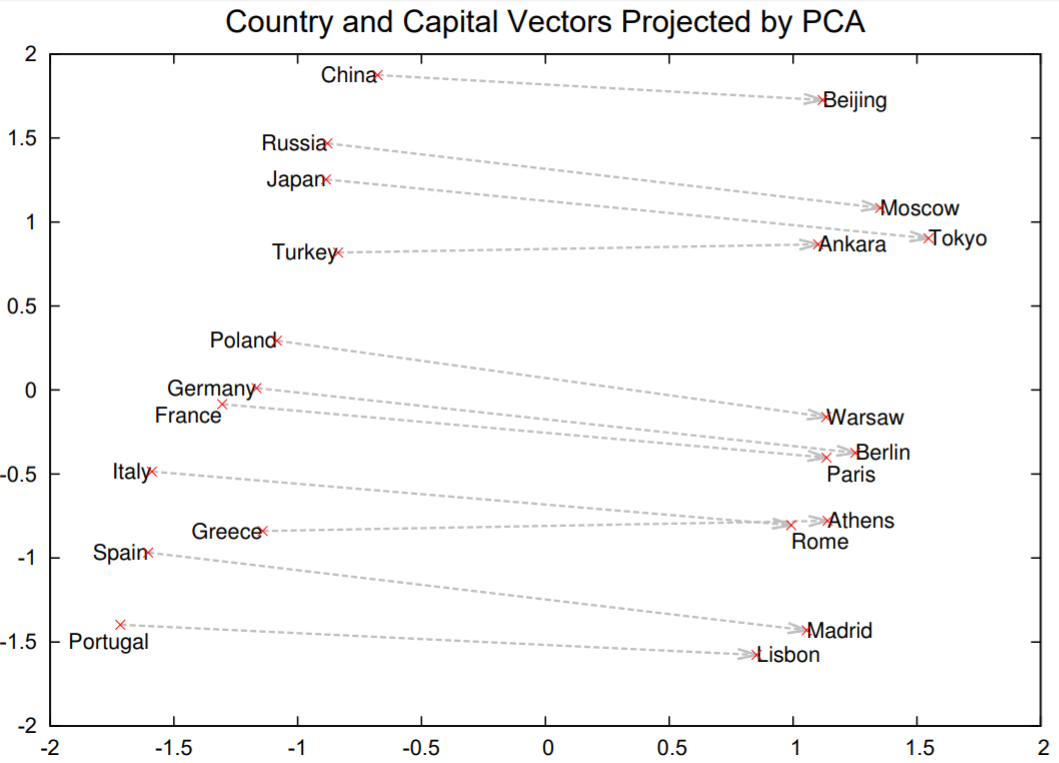 Country and Capital Vectors Projected by PCA
2
China
Beijing
1.5
Russia
Japan
Moscow
1
Tokyo
Turkey
Ankara
0.5
Poland
0
Germany
France
Warsaw
Berlin
-0.5
Italy
Paris
Greece
Athens
Rome
-1
Spain
Madrid
-1.5
Portugal
Lisbon
-2
-2 -1.5 -1 -0.5 0 0.5 1 1.5 2